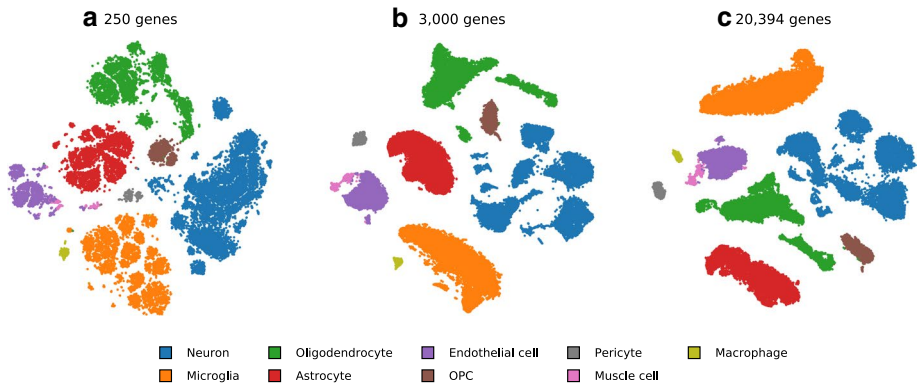 a 250 genes
b 3,000 genes
c 20,394 genes
Neuron Oligodendrocyte Endothelial cell Pericyte Macrophage
Microglia Astrocyte OPC Muscle cell